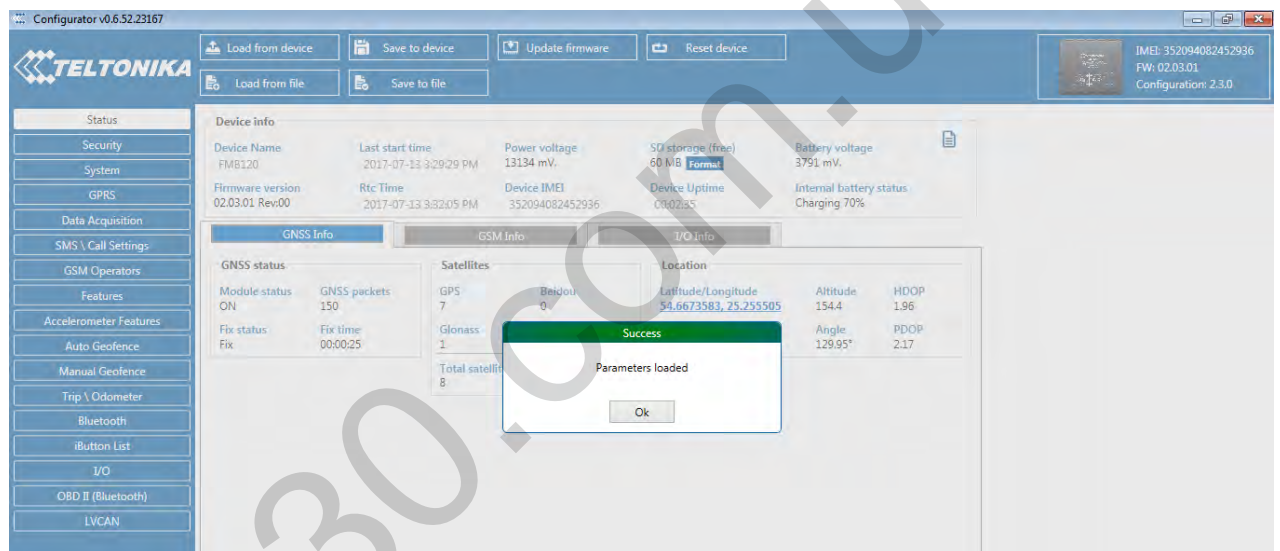 Configurator v0.6.52.23167
TELTONIKA
Load from device
Save to device
Update firmware
Reset device
Load from file
Save to file
IMEI: 352094082452936
FW: 02.03.01
Configuration: 2.3.0
Status
Security
System
GPRS
Data Acquisition
SMS \ Call Settings
GSM Operators
Features
Accelerometer Features
Auto Geofence
Manual Geofence
Trip \ Odometer
Bluetooth
iButton List
I/O
OBD II (Bluetooth)
LVCAN
Device info
Device Name Last start time Power voltage SD storage (free) Battery voltage
FMB120 2017-07-13 3:29:29 PM 13134 mV. 60 MB Format 3791 mV.
Firmware version Rtc Time Device IMEI Device Uptime Internal battery status
02.03.01 Rev:00 2017-07-13 3:32:05 PM 352094082452936 00:02:35 Charging 70%
GNSS Info GSM Info I/O Info
GNSS status Satellites Location
Module status GNSS packets GPS Beidou Latitude/Longitude Altitude HDOP
ON 150 7 0 54.6673583, 25.255505 154.4 1.96
Fix status Fix time Glonass Angle PDOP
Fix 00:00:25 1 129.95° 2.17
Total satellit
8
Success
Parameters loaded
Ok
30.com.u